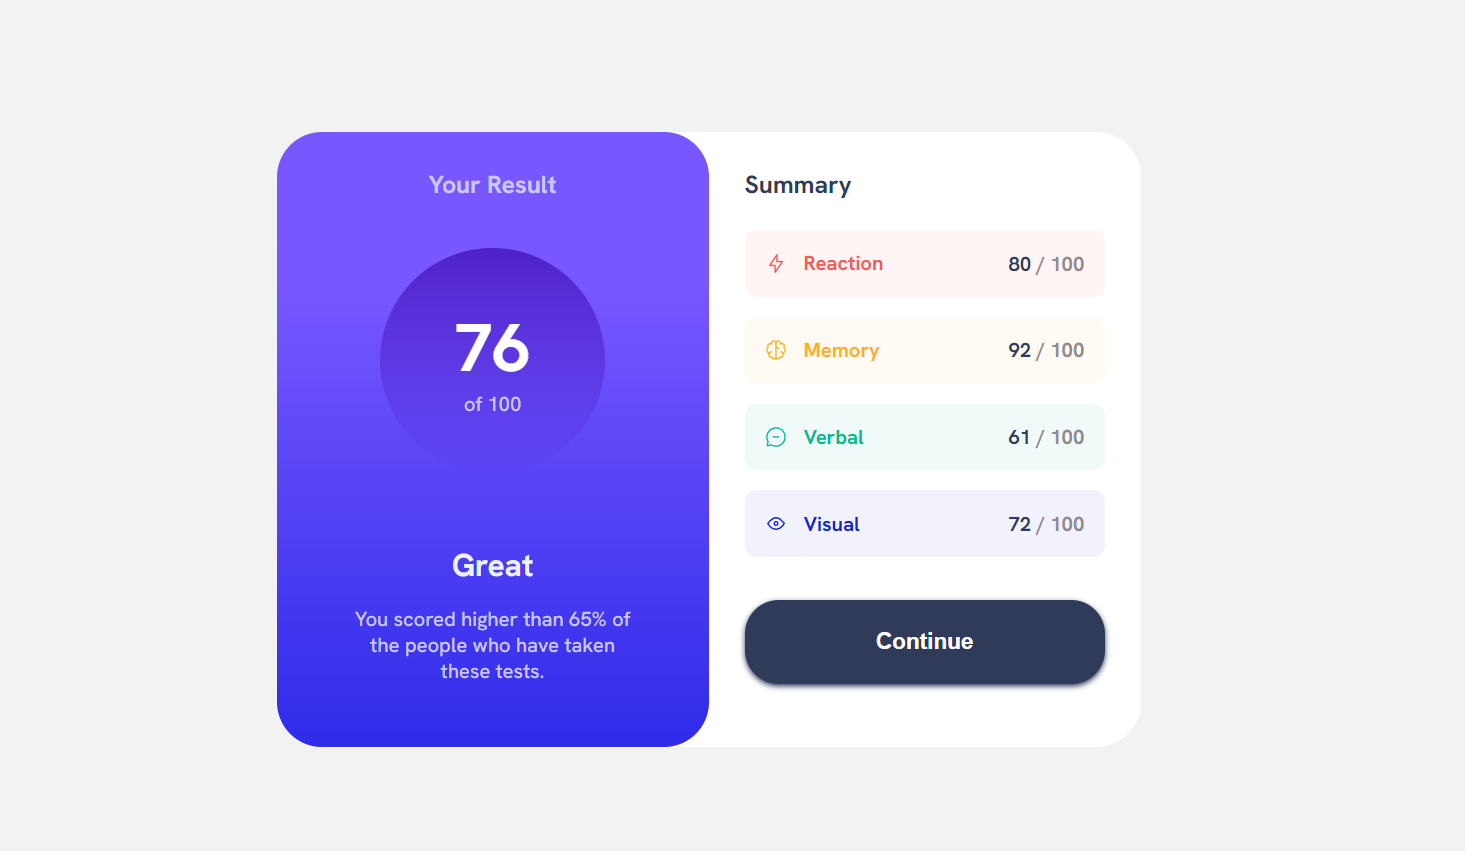 Your Result
76
of 100
Great
You scored higher than 65% of
the people who have taken
these tests.
Summary
Reaction 80 / 100
Memory 92 / 100
Verbal 61 / 100
Visual 72 / 100
Continue